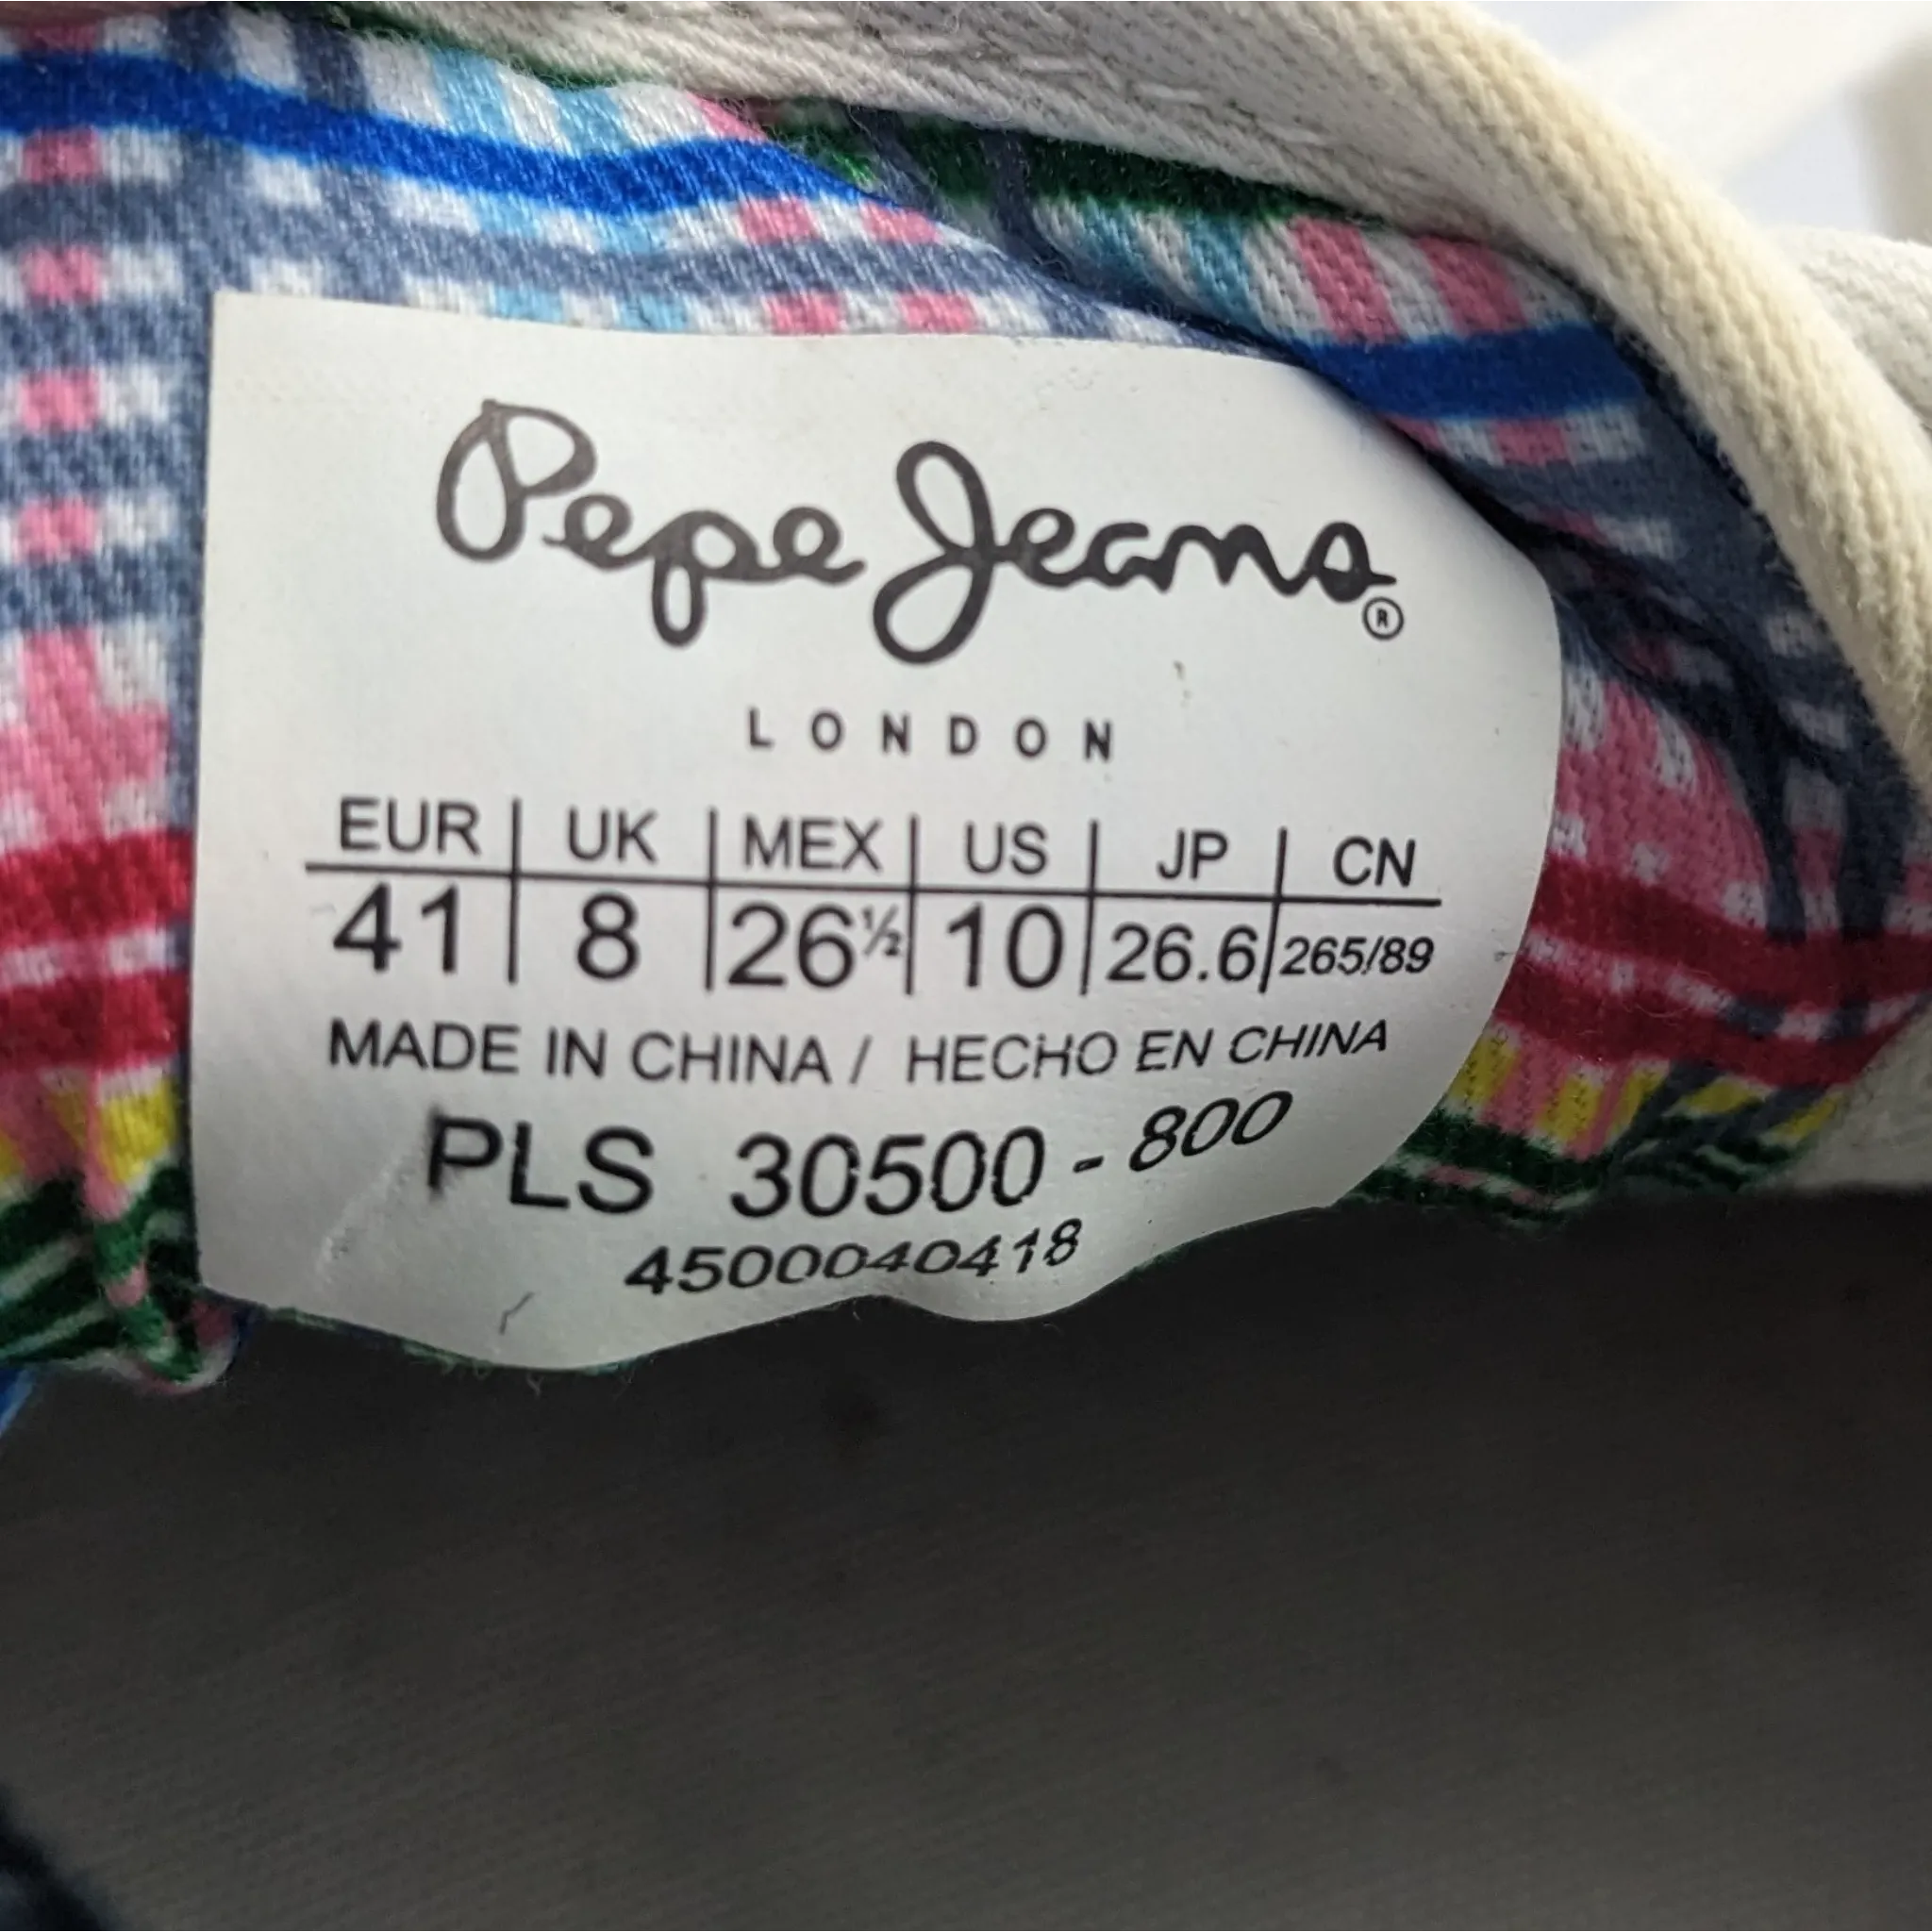 Pepe Jeans®
LONDON
EUR | UK | MEX | US | JP | CN
41 | 8 | 26½ | 10 | 26.6 | 265/89
MADE IN CHINA / HECHO EN CHINA
PLS 30500-800
4500040418